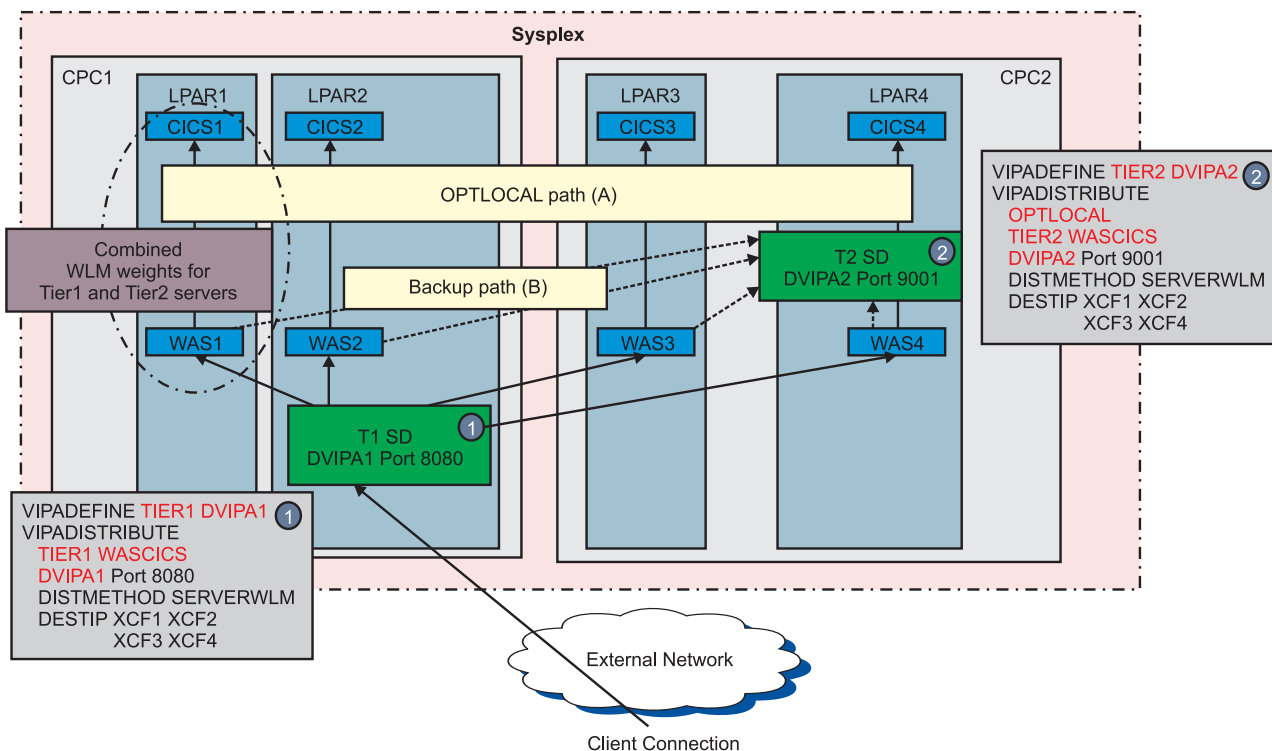 Sysplex
CPC1
CPC2
LPAR1
LPAR2
LPAR3
LPAR4
CICS1
CICS2
CICS3
CICS4
OPTLOCAL path (A)
VIPADEFINE TIER2 DVIPA2 2
VIPADISTRIBUTE
OPTLOCAL
TIER2 WASCICS
DVIPA2 Port 9001
DISTMETHOD SERVERWLM
DESTIP XCF1 XCF2
XCF3 XCF4
Combined
WLM weights for
Tier1 and Tier2 servers
T2 SD 2
DVIPA2 Port 9001
Backup path (B)
WAS1
WAS2
WAS3
WAS4
T1 SD 1
DVIPA1 Port 8080
VIPADEFINE TIER1 DVIPA1 1
VIPADISTRIBUTE
TIER1 WASCICS
DVIPA1 Port 8080
DISTMETHOD SERVERWLM
DESTIP XCF1 XCF2
XCF3 XCF4
External Network
Client Connection